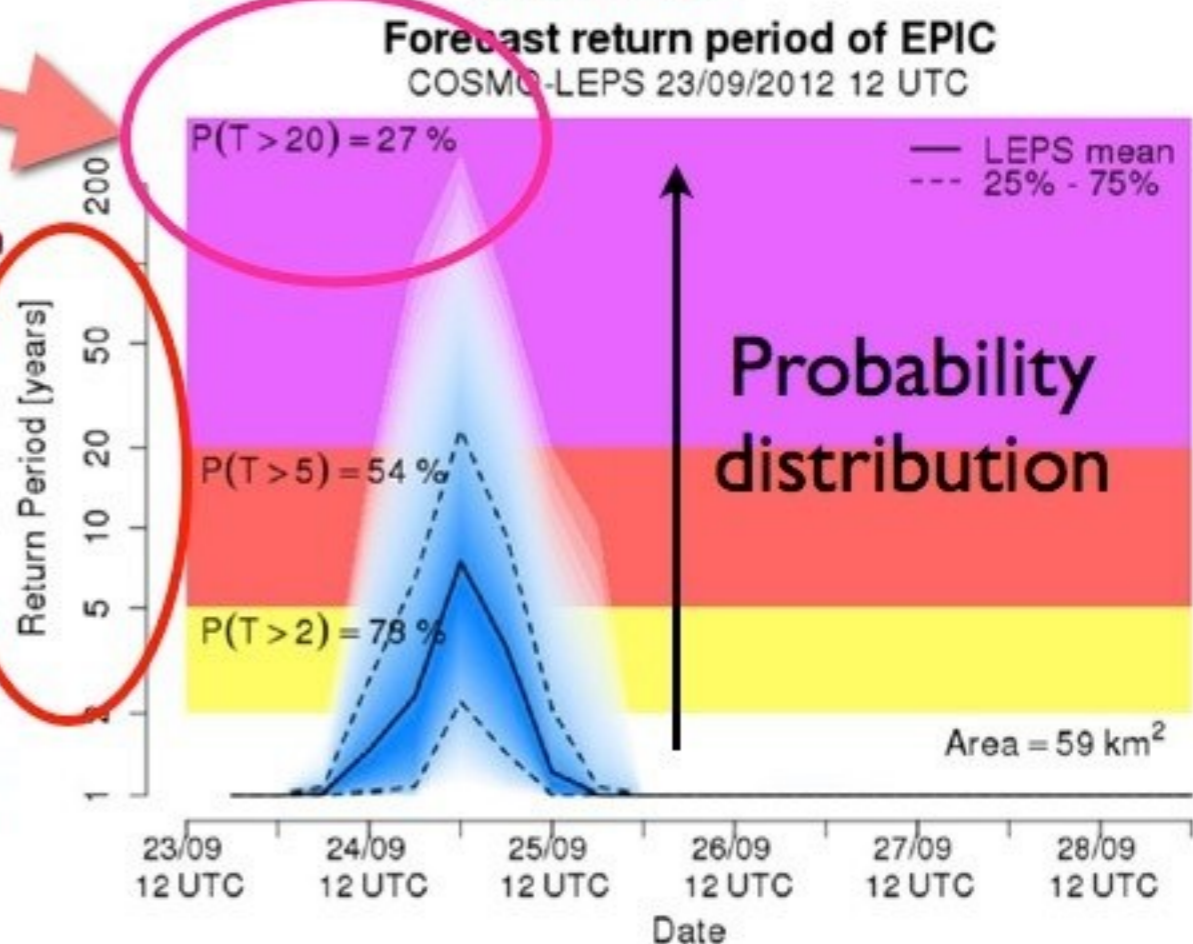 Forecast return period of EPIC
COSMO-LEPS 23/09/2012 12 UTC
P(T > 20) = 27 %
LEPS mean
25% - 75%
Probability
distribution
P(T > 5) = 54 %
P(T > 2) = 78 %
Area = 59 km²
Return Period [years]
200
50
20
10
5
2
1
23/09 24/09 25/09 26/09 27/09 28/09
12 UTC 12 UTC 12 UTC 12 UTC 12 UTC 12 UTC
Date